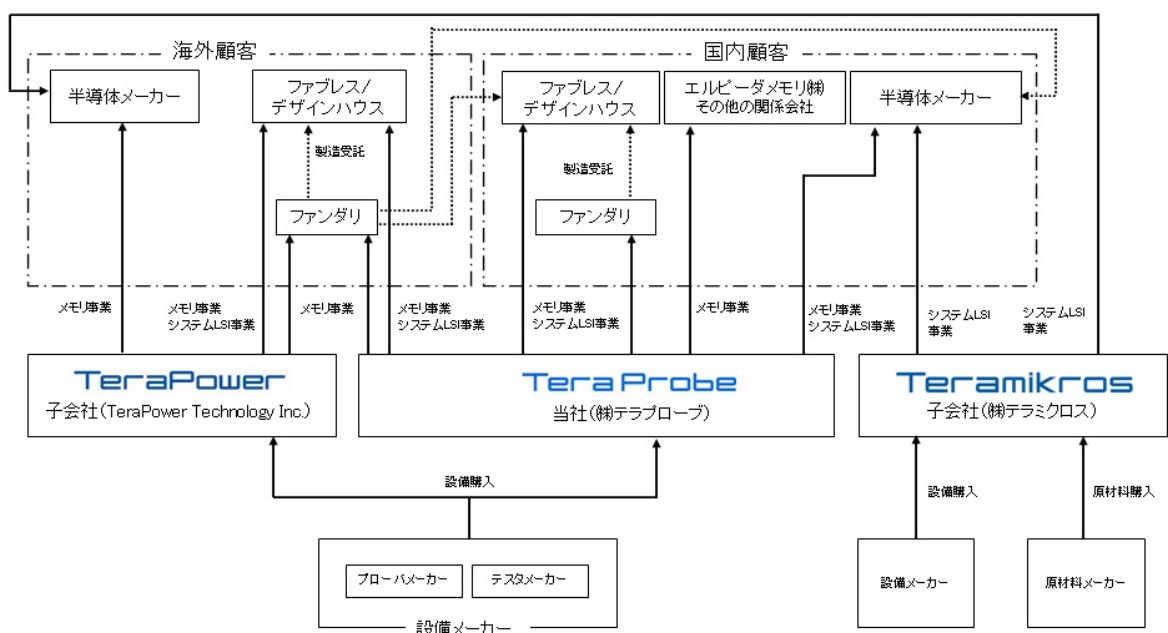 海外顧客
国内顧客
半導体メーカー
ファブレス/
デザインハウス
ファブレス/
デザインハウス
エルピーダメモリ㈱
その他の関係会社
半導体メーカー
製造受託
製造受託
ファンダリ
ファンダリ
メモリ事業
メモリ事業
システムLSI事業
メモリ事業
メモリ事業
システムLSI事業
メモリ事業
システムLSI事業
メモリ事業
メモリ事業
システムLSI事業
システムLSI
事業
システムLSI
事業
TeraPower
子会社(TeraPower Technology Inc.)
Tera Probe
当社(㈱テラプローブ)
Teramikros
子会社(㈱テラミクロス)
設備購入
設備購入
原材料購入
プローバメーカー
テスタメーカー
設備メーカー
設備メーカー
原材料メーカー